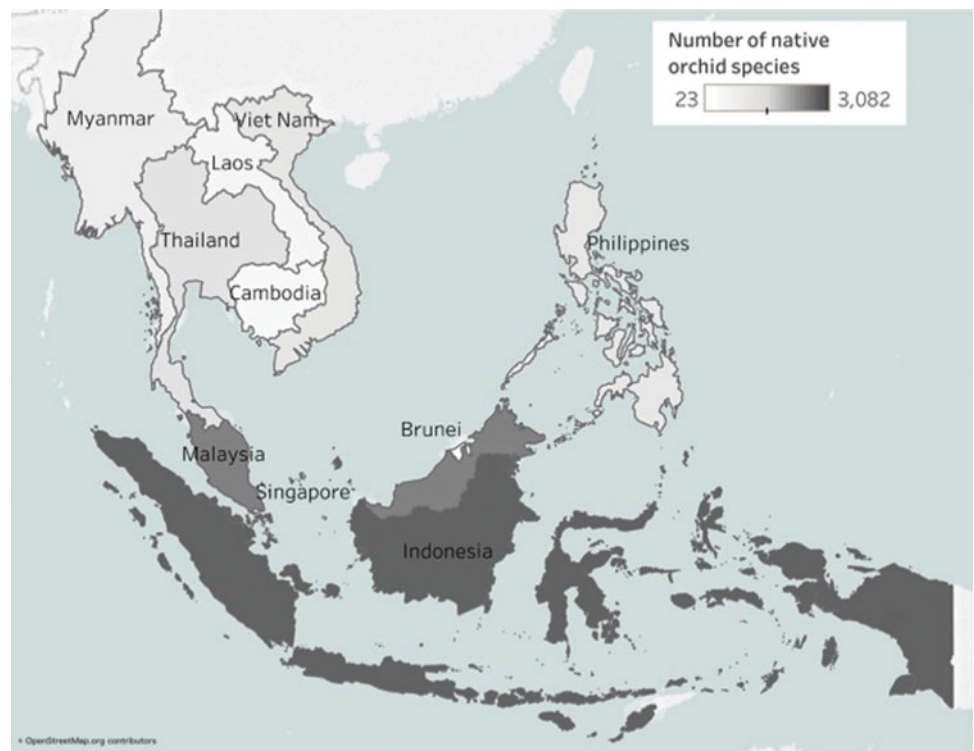 Number of native
orchid species
23 3,082
Myanmar
Viet Nam
Laos
Thailand
Philippines
Cambodia
Brunei
Malaysia
Singapore
Indonesia
© OpenStreetMap.org contributors